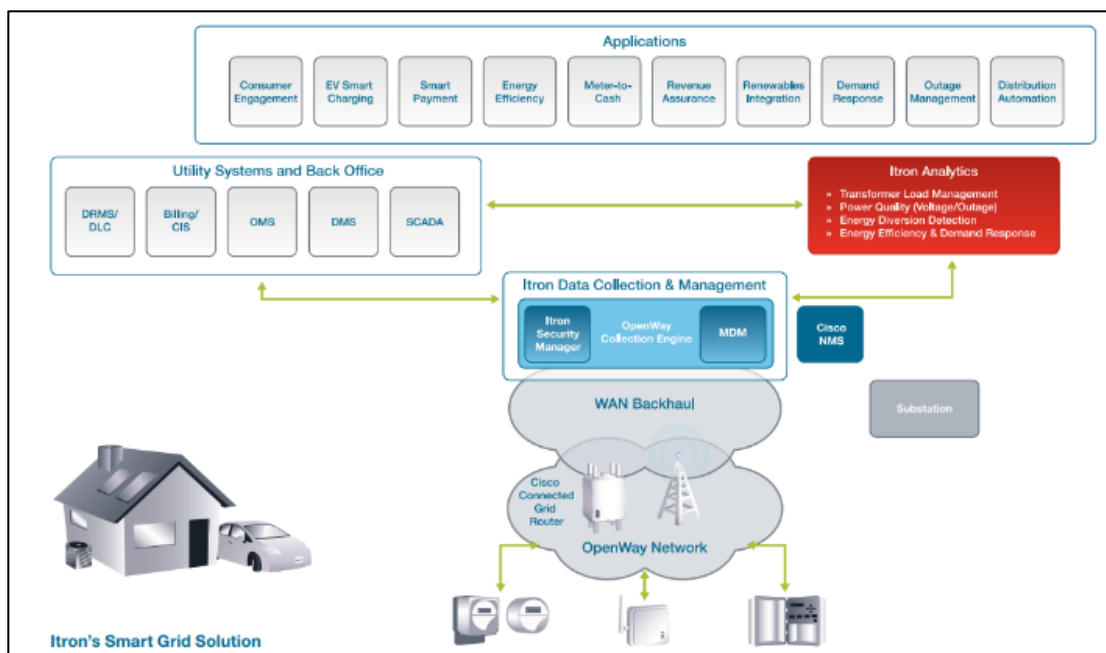 Applications
Consumer
Engagement
EV Smart
Charging
Smart
Payment
Energy
Efficiency
Meter-to-
Cash
Revenue
Assurance
Renewables
Integration
Demand
Response
Outage
Management
Distribution
Automation
Utility Systems and Back Office
DRMS/
DLC
Billing/
CIS
OMS
DMS
SCADA
Itron Analytics
» Transformer Load Management
» Power Quality (Voltage/Outage)
» Energy Diversion Detection
» Energy Efficiency & Demand Response
Itron Data Collection & Management
Itron
Security
Manager
OpenWay
Collection Engine
MDM
Cisco
NMS
WAN Backhaul
Substation
Cisco
Connected
Grid
Router
OpenWay Network
Itron's Smart Grid Solution